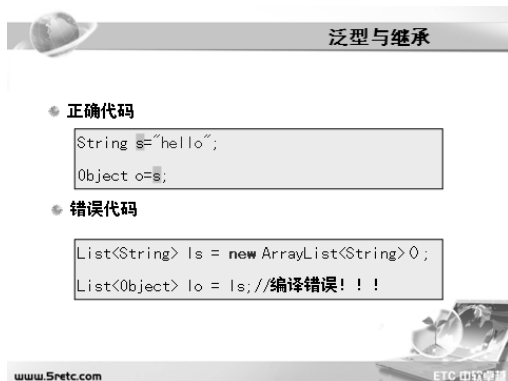 泛型与继承
正确代码
String s="hello";
Object o=s;
错误代码
List<String> ls = new ArrayList<String>();
List<Object> lo = ls;//编译错误！！！
www.5retc.com
ETC 中软卓越